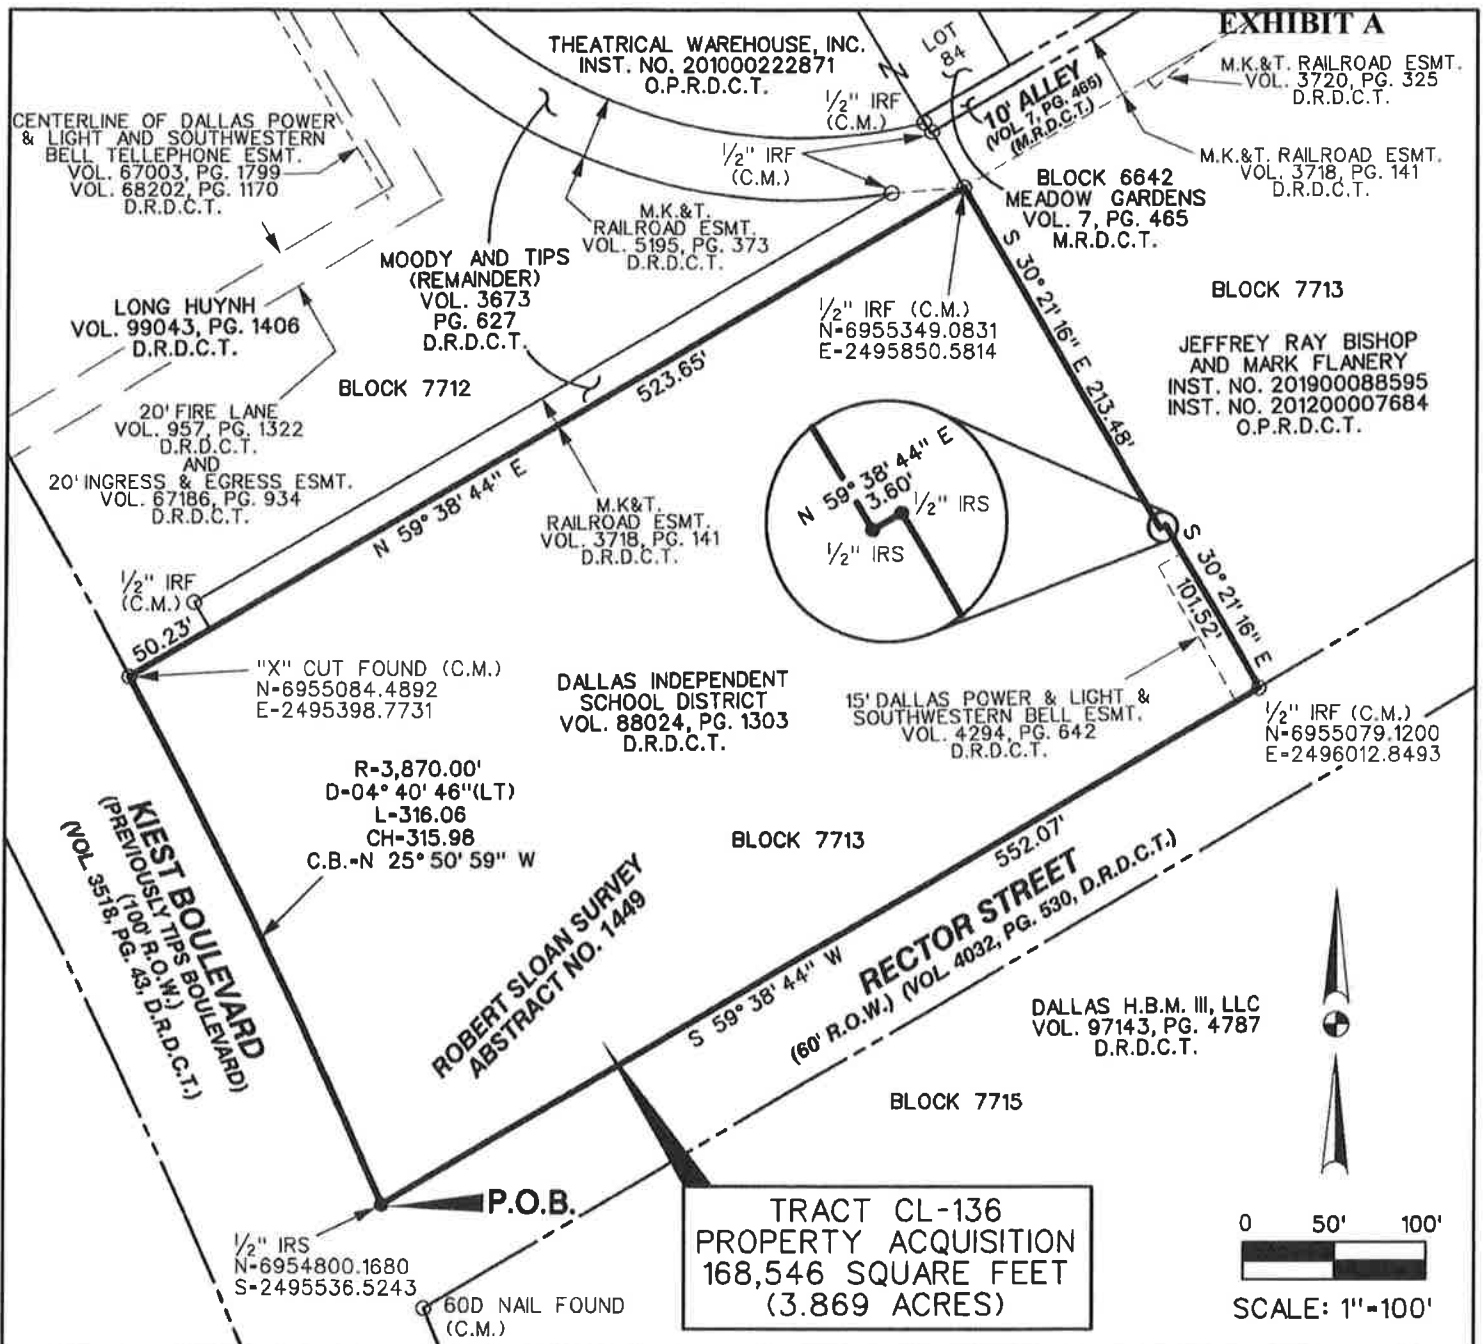 EXHIBIT A
THEATRICAL WAREHOUSE, INC.
INST. NO. 201000222871
O.P.R.D.C.T.
LOT
84
N
10' ALLEY
(VOL. 7, PG. 465)
(M.R.D.C.T.)
M.K.&T. RAILROAD ESMT.
VOL. 3720, PG. 325
D.R.D.C.T.
1/2" IRF
(C.M.)
1/2" IRF
(C.M.)
CENTERLINE OF DALLAS POWER
& LIGHT AND SOUTHWESTERN
BELL TELLEPHONE ESMT.
VOL. 67003, PG. 1799
VOL. 68202, PG. 1170
D.R.D.C.T.
M.K.&T. RAILROAD ESMT.
VOL. 3718, PG. 141
D.R.D.C.T.
BLOCK 6642
MEADOW GARDENS
VOL. 7, PG. 465
M.R.D.C.T.
M.K.&T.
RAILROAD ESMT.
VOL. 5195, PG. 373
D.R.D.C.T.
MOODY AND TIPS
(REMAINDER)
VOL. 3673
PG. 627
D.R.D.C.T.
LONG HUYNH
VOL. 99043, PG. 1406
D.R.D.C.T.
1/2" IRF (C.M.)
N=6955349.0831
E=2495850.5814
S 30° 21' 16" E 213.48'
BLOCK 7713
JEFFREY RAY BISHOP
AND MARK FLANERY
INST. NO. 201900088595
INST. NO. 201200007684
O.P.R.D.C.T.
BLOCK 7712
523.65'
20' FIRE LANE
VOL. 957, PG. 1322
D.R.D.C.T.
AND
20' INGRESS & EGRESS ESMT.
VOL. 67186, PG. 934
D.R.D.C.T.
N 59° 38' 44" E
M.K&T.
RAILROAD ESMT.
VOL. 3718, PG. 141
D.R.D.C.T.
N 59° 38' 44" E
3.60'
1/2" IRS
1/2" IRS
S 30° 21' 16" E
101.52'
1/2" IRF
(C.M.)
50.23'
"X" CUT FOUND (C.M.)
N=6955084.4892
E=2495398.7731
DALLAS INDEPENDENT
SCHOOL DISTRICT
VOL. 88024, PG. 1303
D.R.D.C.T.
15' DALLAS POWER & LIGHT &
SOUTHWESTERN BELL ESMT.
VOL. 4294, PG. 642
D.R.D.C.T.
1/2" IRF (C.M.)
N=6955079.1200
E=2496012.8493
R=3,870.00'
D=04° 40' 46"(LT)
L=316.06
CH=315.98
C.B.=N 25° 50' 59" W
BLOCK 7713
KIEST BOULEVARD
(PREVIOUSLY TIPS BOULEVARD)
(100' R.O.W.)
(VOL. 3518, PG. 43, D.R.D.C.T.)
ROBERT SLOAN SURVEY
ABSTRACT NO. 1449
552.07'
S 59° 38' 44" W
RECTOR STREET
(60' R.O.W.) (VOL. 4032, PG. 530, D.R.D.C.T.)
DALLAS H.B.M. III, LLC
VOL. 97143, PG. 4787
D.R.D.C.T.
BLOCK 7715
P.O.B.
1/2" IRS
N=6954800.1680
S=2495536.5243
60D NAIL FOUND
(C.M.)
TRACT CL-136
PROPERTY ACQUISITION
168,546 SQUARE FEET
(3.869 ACRES)
0 50' 100'
SCALE: 1"=100'